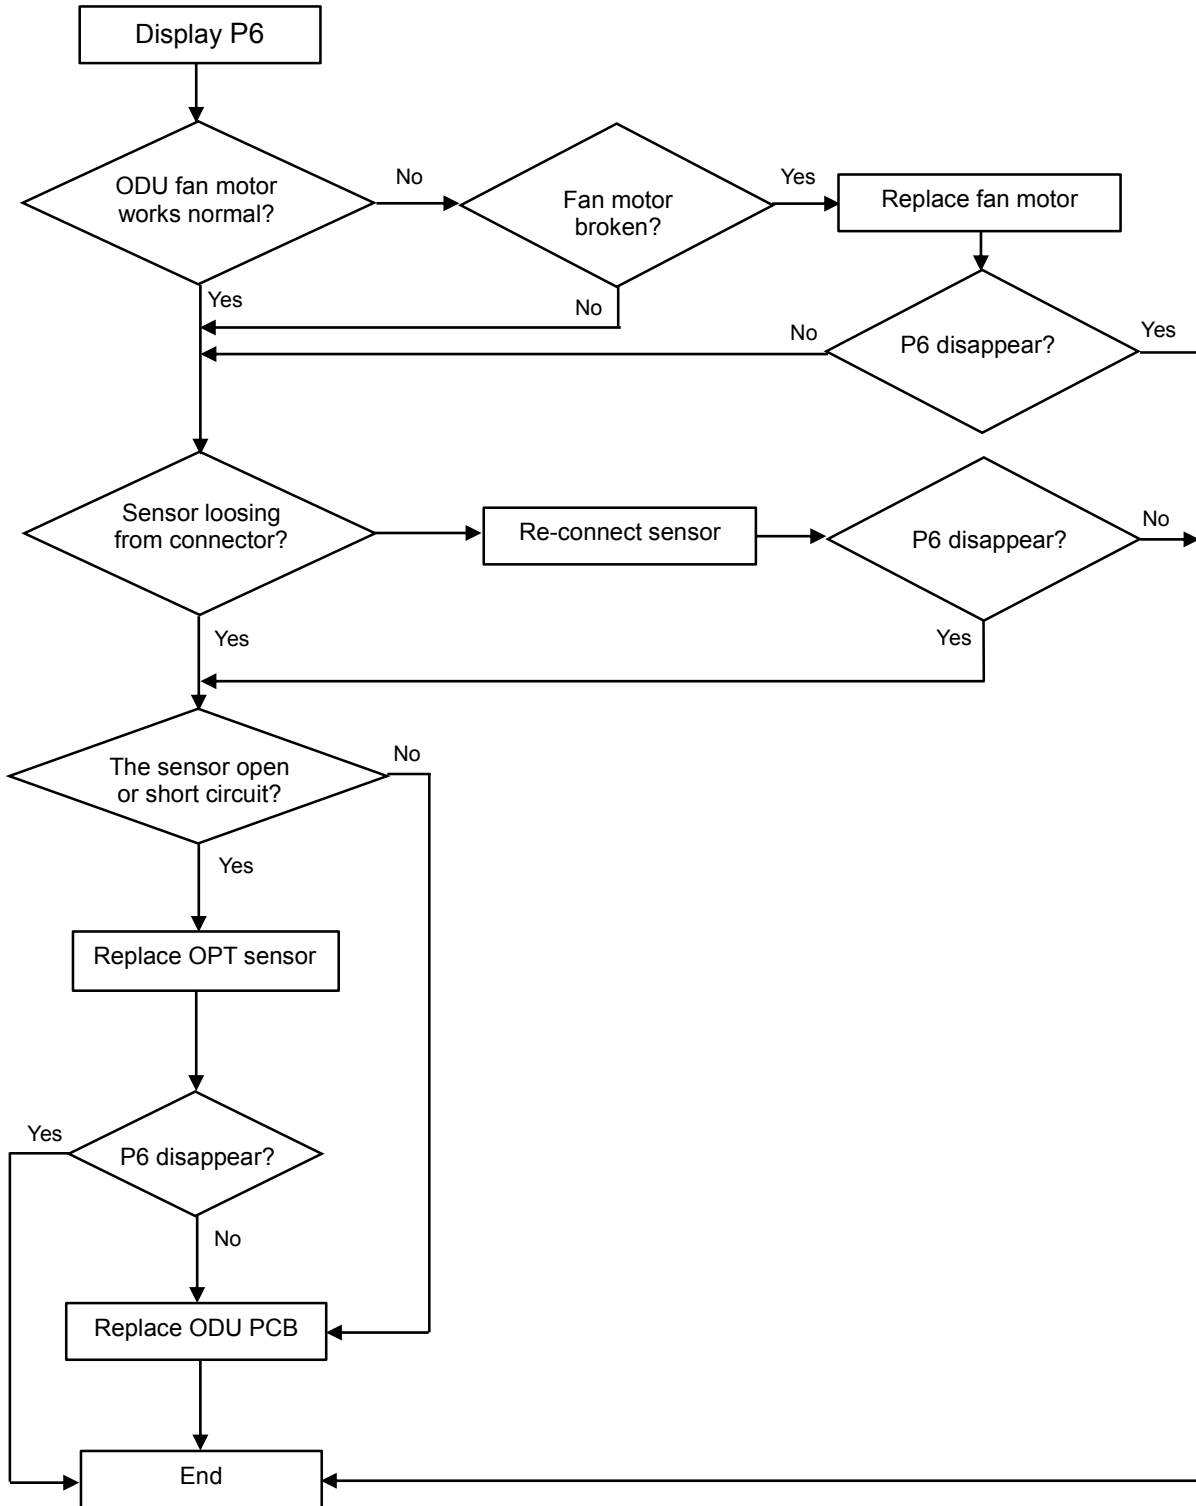 Display P6
ODU fan motor
works normal?
No
Fan motor
broken?
Yes
Replace fan motor
Yes
No
No
P6 disappear?
Yes
Sensor loosing
from connector?
Re-connect sensor
P6 disappear?
No
Yes
Yes
The sensor open
or short circuit?
No
Yes
Replace OPT sensor
Yes
P6 disappear?
No
Replace ODU PCB
End